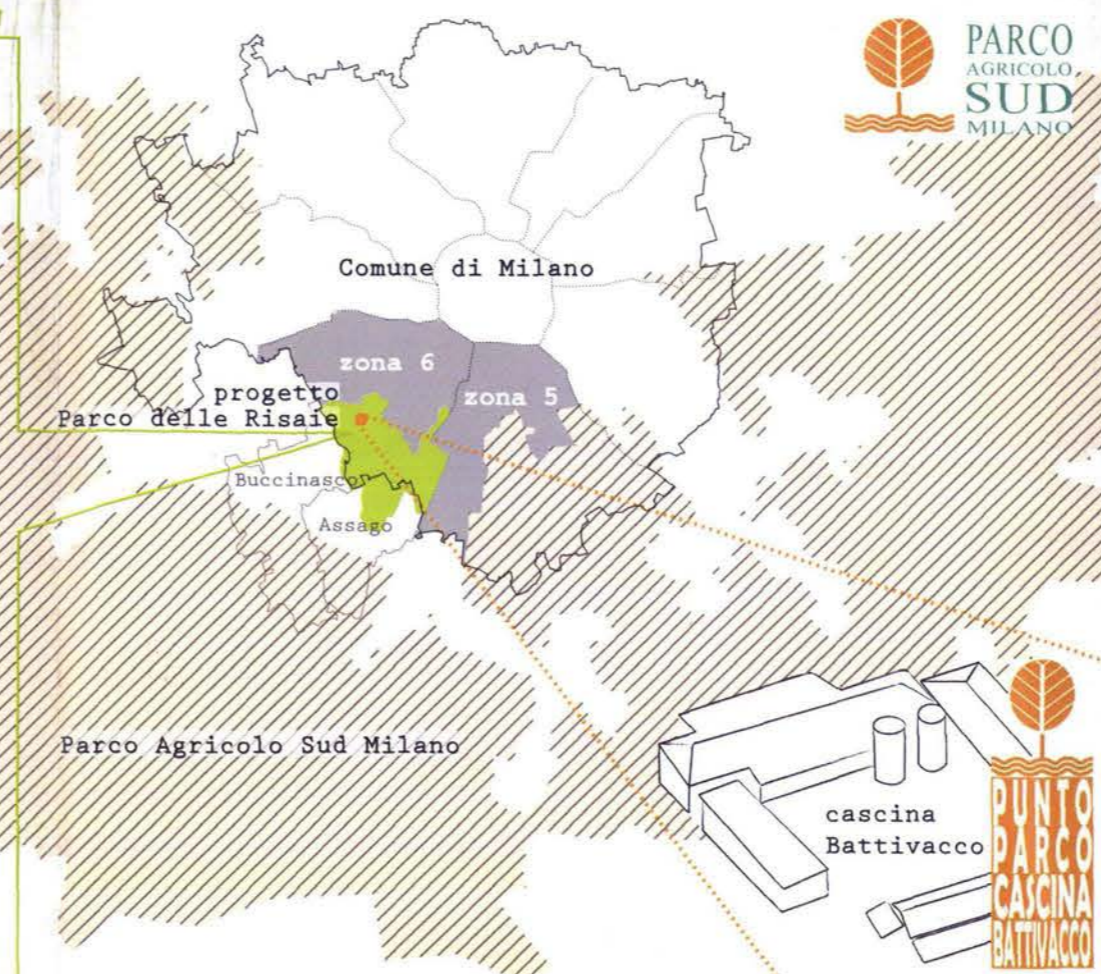 PARCO
AGRICOLO
SUD
MILANO
Comune di Milano
zona 6
zona 5
progetto
Parco delle Risaie
Buccinasco
Assago
Parco Agricolo Sud Milano
cascina
Battivacco
PUNTO
PARCO
CASCINA
BATTIVACCO